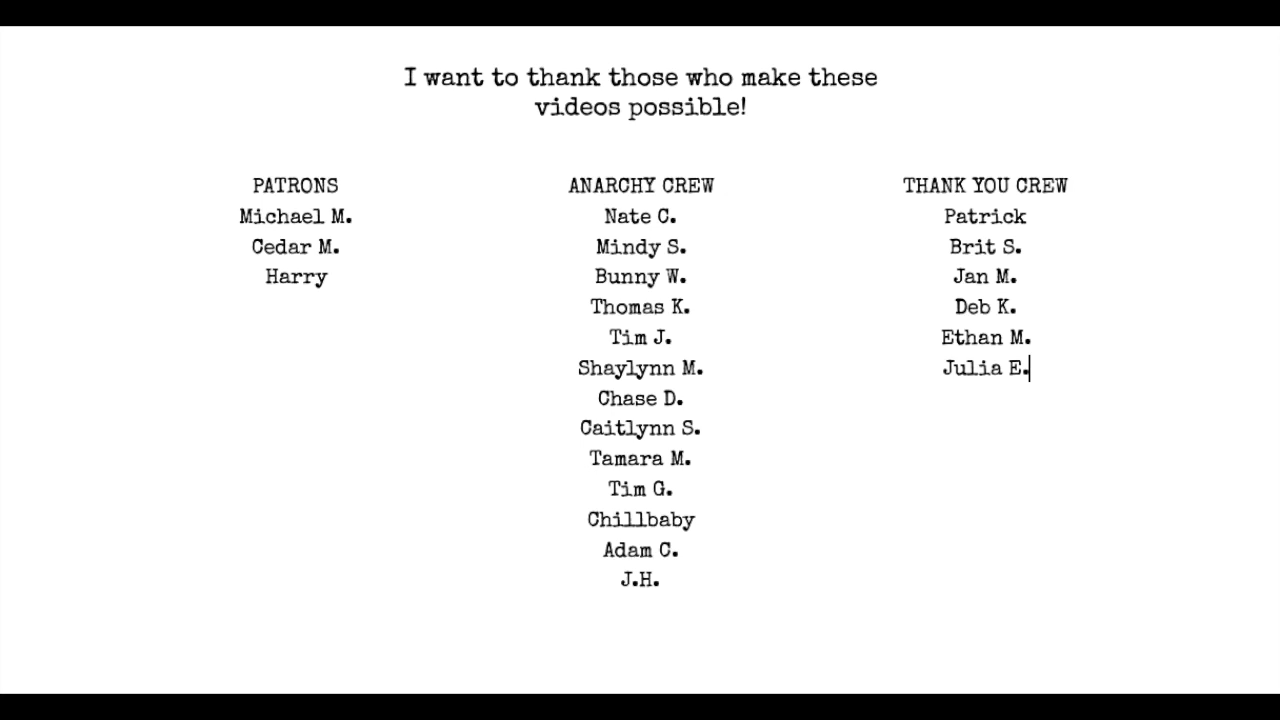 I want to thank those who make these
videos possible!
PATRONS
Michael M.
Cedar M.
Harry
ANARCHY CREW
Nate C.
Mindy S.
Bunny W.
Thomas K.
Tim J.
Shaylynn M.
Chase D.
Caitlynn S.
Tamara M.
Tim G.
Chillbaby
Adam C.
J.H.
THANK YOU CREW
Patrick
Brit S.
Jan M.
Deb K.
Ethan M.
Julia E.